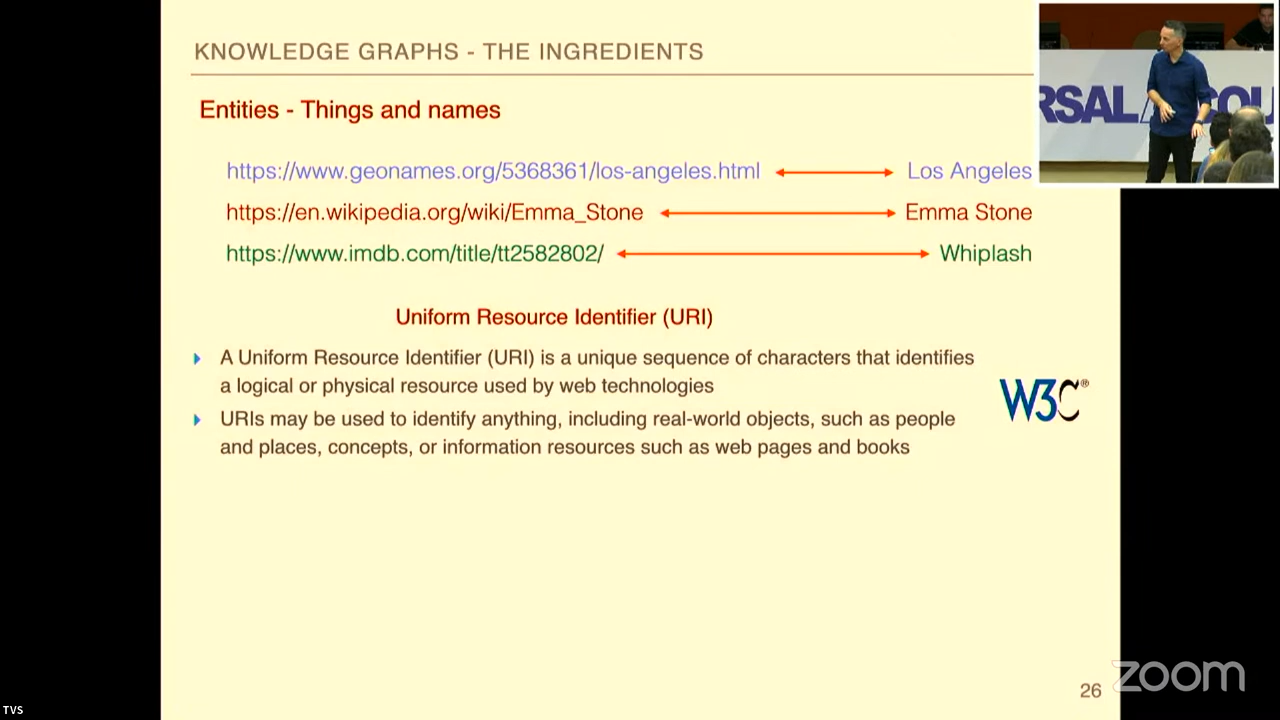 KNOWLEDGE GRAPHS - THE INGREDIENTS
Entities - Things and names
https://www.geonames.org/5368361/los-angeles.html Los Angeles
https://en.wikipedia.org/wiki/Emma_Stone Emma Stone
https://www.imdb.com/title/tt2582802/ Whiplash
Uniform Resource Identifier (URI)
A Uniform Resource Identifier (URI) is a unique sequence of characters that identifies
a logical or physical resource used by web technologies
W3C®
URIs may be used to identify anything, including real-world objects, such as people
and places, concepts, or information resources such as web pages and books
26
zoom
TVS